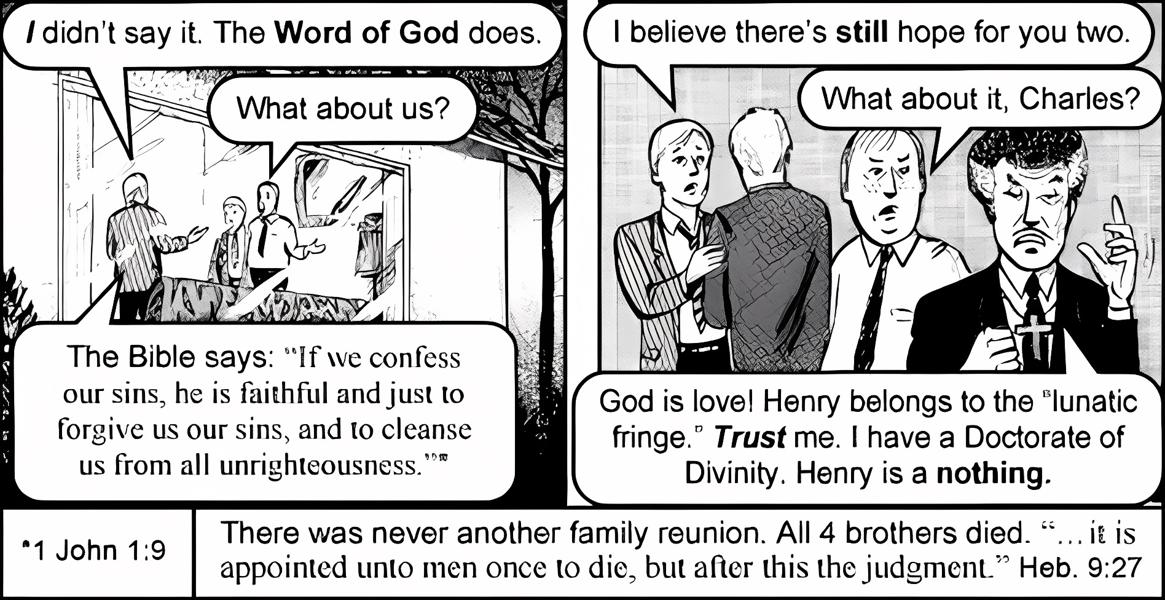 I didn't say it. The Word of God does.
What about us?
The Bible says: "If we confess
our sins, he is faithful and just to
forgive us our sins, and to cleanse
us from all unrighteousness."*
I believe there's still hope for you two.
What about it, Charles?
God is love! Henry belongs to the "lunatic
fringe." Trust me. I have a Doctorate of
Divinity. Henry is a nothing.
*1 John 1:9
There was never another family reunion. All 4 brothers died. "...it is
appointed unto men once to die, but after this the judgment." Heb. 9:27